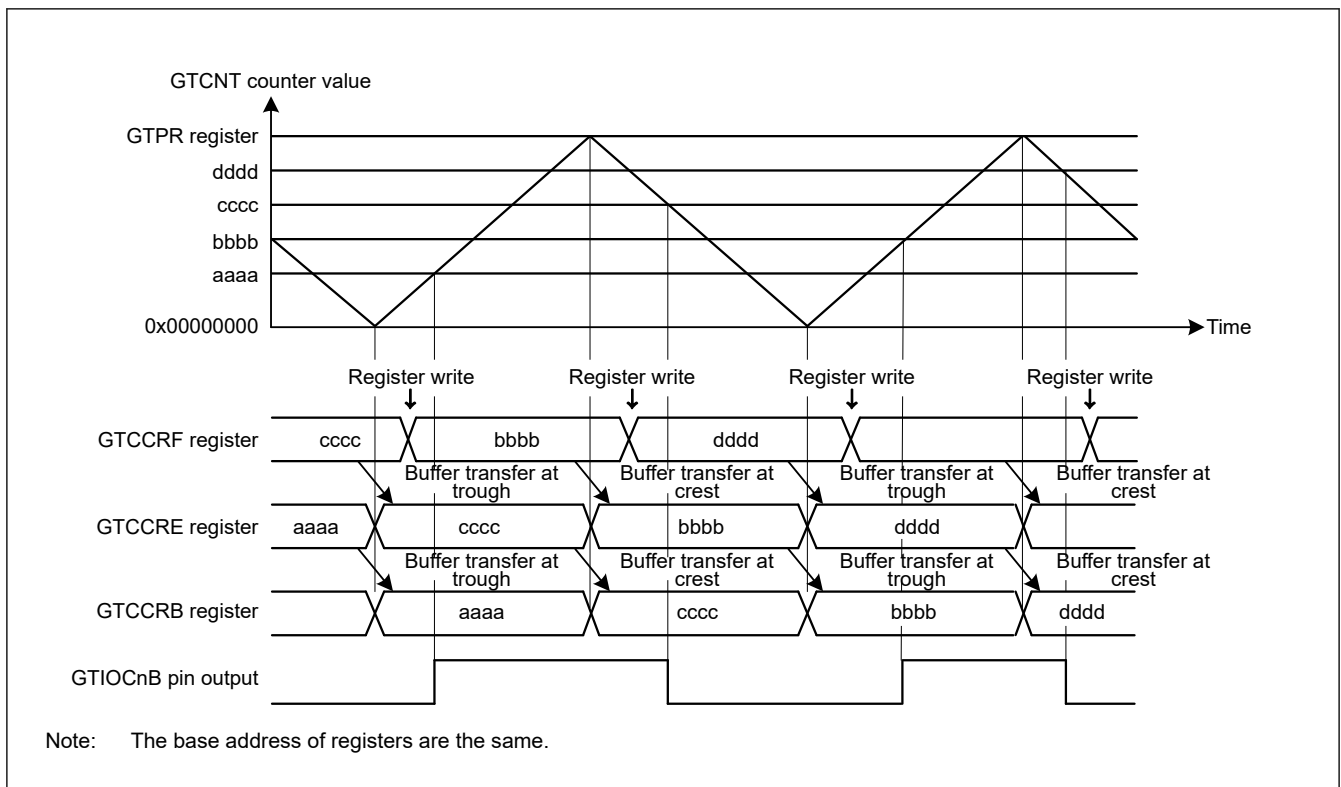 GTCNT counter value
GTPR register
dddd
cccc
bbbb
aaaa
0x00000000
Time
Register write Register write Register write Register write
GTCCRF register cccc bbbb dddd
Buffer transfer at trough Buffer transfer at crest Buffer transfer at trough Buffer transfer at crest
GTCCRE register aaaa cccc bbbb dddd
Buffer transfer at trough Buffer transfer at crest Buffer transfer at trough Buffer transfer at crest
GTCCRB register aaaa cccc bbbb dddd
GTIOCnB pin output
Note: The base address of registers are the same.